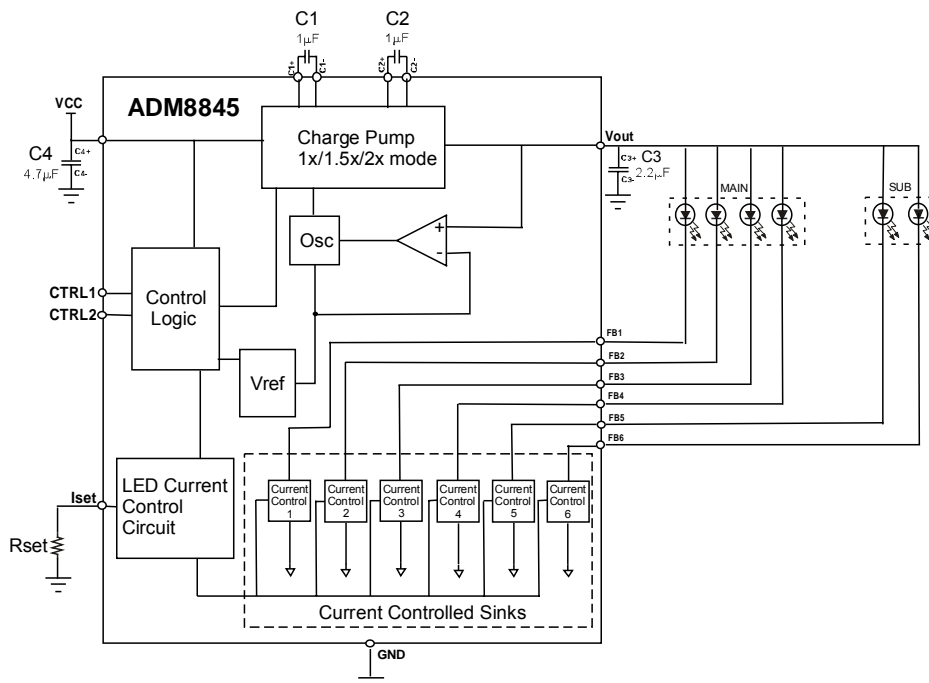 C1
1µF
C2
1µF
C1+
C1-
C2+
C2-
ADM8845
VCC
C4
4.7µF
C4+
C4-
Charge Pump
1x/1.5x/2x mode
Vout
C3+
C3-
C3
2.2µF
MAIN
SUB
Osc
+
-
CTRL1
CTRL2
Control
Logic
Vref
FB1
FB2
FB3
FB4
FB5
FB6
Iset
Rset
LED Current
Control
Circuit
Current
Control
1
Current
Control
2
Current
Control
3
Current
Control
4
Current
Control
5
Current
Control
6
Current Controlled Sinks
GND